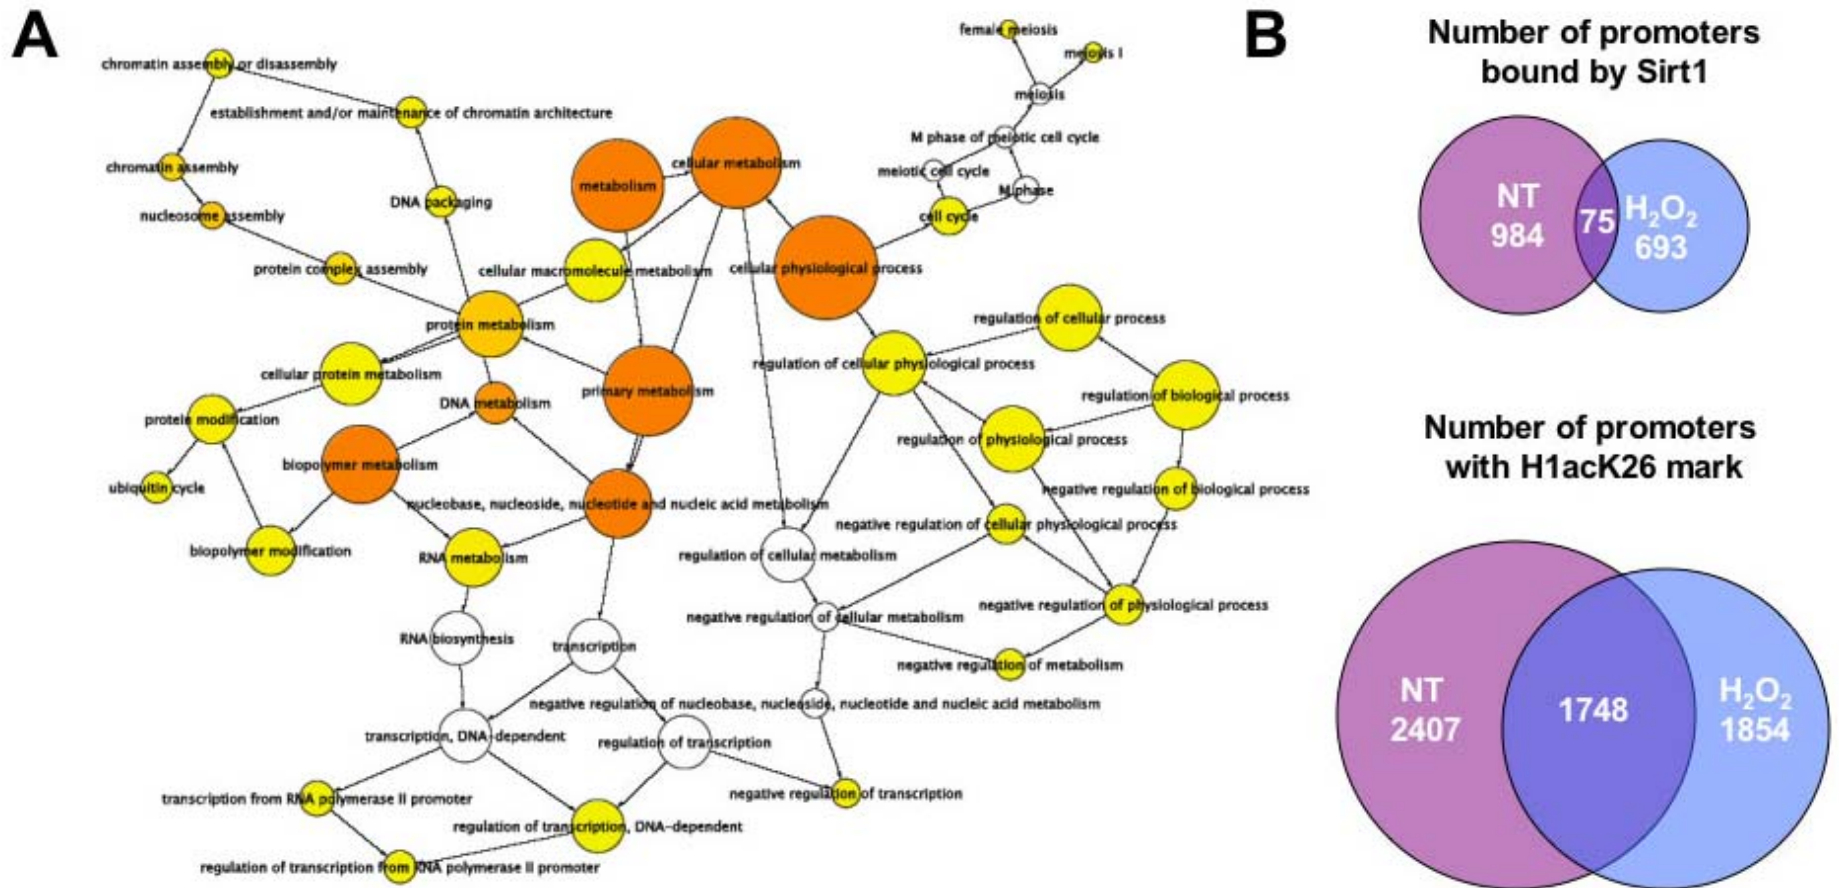 A
female meiosis
meiosis I
chromatin assembly or disassembly
meiosis
establishment and/or maintenance of chromatin architecture
M phase of meiotic cell cycle
cellular metabolism
chromatin assembly
meiotic cell cycle
metabolism
M phase
DNA packaging
nucleosome assembly
cell cycle
protein complex assembly
cellular macromolecule metabolism
cellular physiological process
regulation of cellular process
protein metabolism
regulation of cellular physiological process
cellular protein metabolism
primary metabolism
regulation of biological process
DNA metabolism
protein modification
regulation of physiological process
biopolymer metabolism
ubiquitin cycle
negative regulation of biological process
nucleobase, nucleoside, nucleotide and nucleic acid metabolism
negative regulation of cellular physiological process
biopolymer modification
RNA metabolism
regulation of cellular metabolism
negative regulation of physiological process
negative regulation of cellular metabolism
RNA biosynthesis
transcription
negative regulation of metabolism
negative regulation of nucleobase, nucleoside, nucleotide and nucleic acid metabolism
transcription, DNA-dependent
regulation of transcription
negative regulation of transcription
transcription from RNA polymerase II promoter
regulation of transcription, DNA-dependent
regulation of transcription from RNA polymerase II promoter
B
Number of promoters
bound by Sirt1
NT
984
75
H₂O₂
693
Number of promoters
with H1acK26 mark
NT
2407
1748
H₂O₂
1854